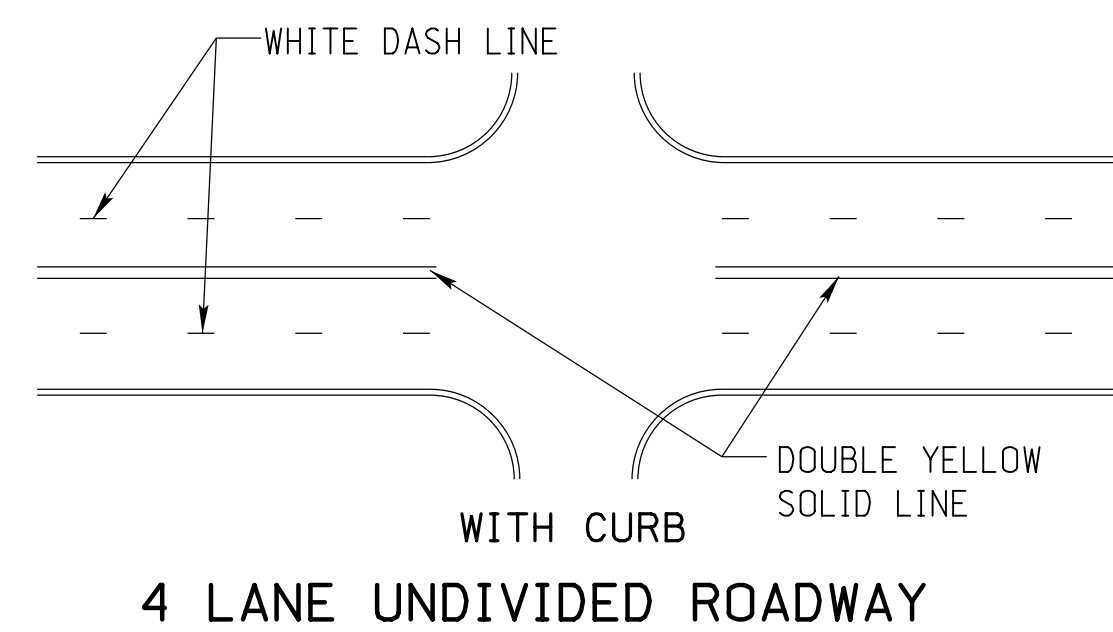 WHITE DASH LINE
DOUBLE YELLOW
SOLID LINE
WITH CURB
4 LANE UNDIVIDED ROADWAY